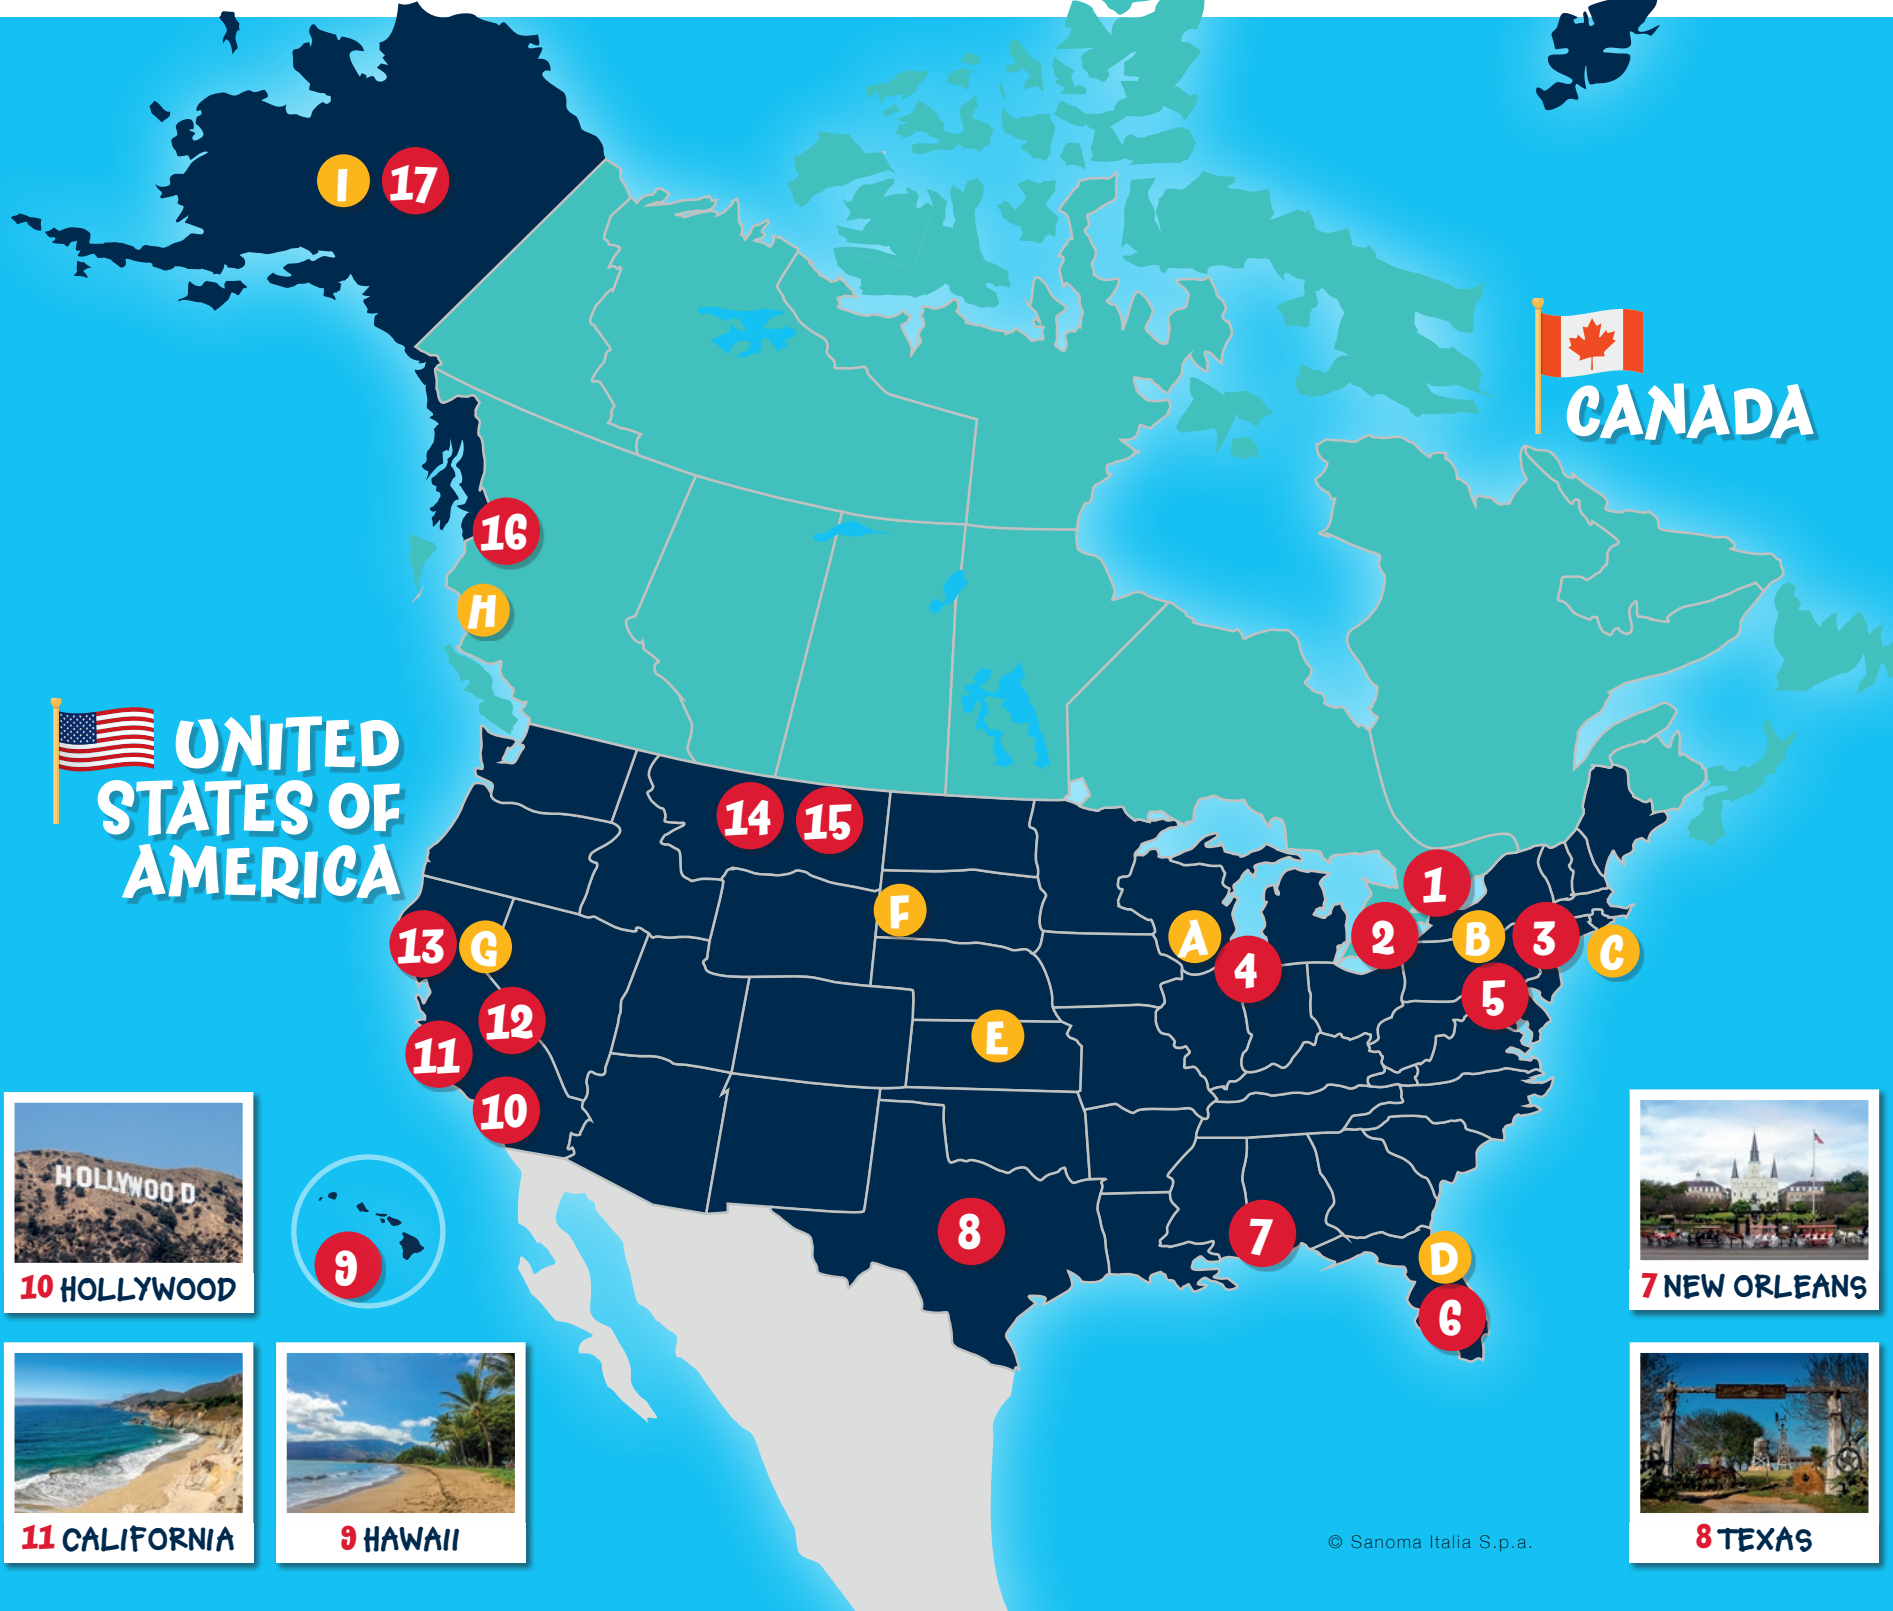 I 17
CANADA
16
H
UNITED
STATES OF
AMERICA
14 15
1
F
13 G
A
2 B 3 C
4
5
12
E
11
10
HOLLYWOOD
10 HOLLYWOOD
9
8
7
D
6
7 NEW ORLEANS
11 CALIFORNIA
9 HAWAII
8 TEXAS
© Sanoma Italia S.p.a.